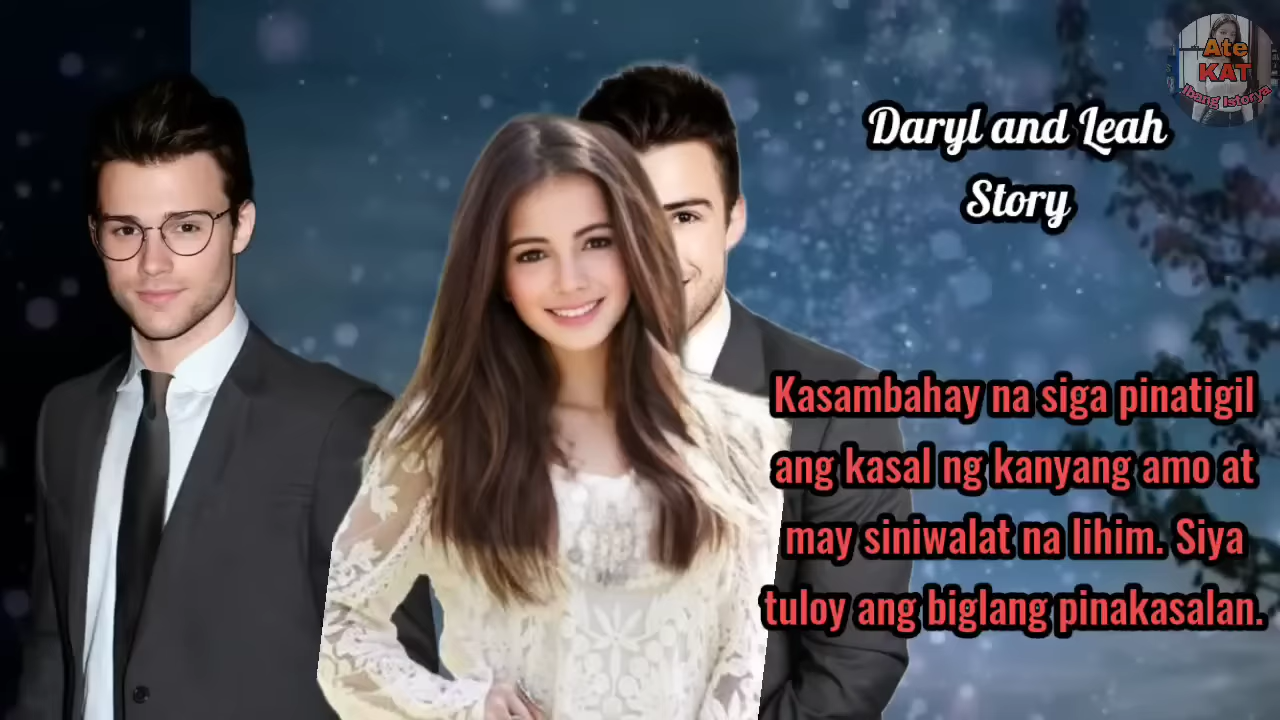 Ate
KAT
Ibang Istorya
Daryl and Leah
Story
Kasambahay na siga pinatigil
ang kasal ng kanyang amo at
may siniwalat na lihim. Siya
tuloy ang biglang pinakasalan.